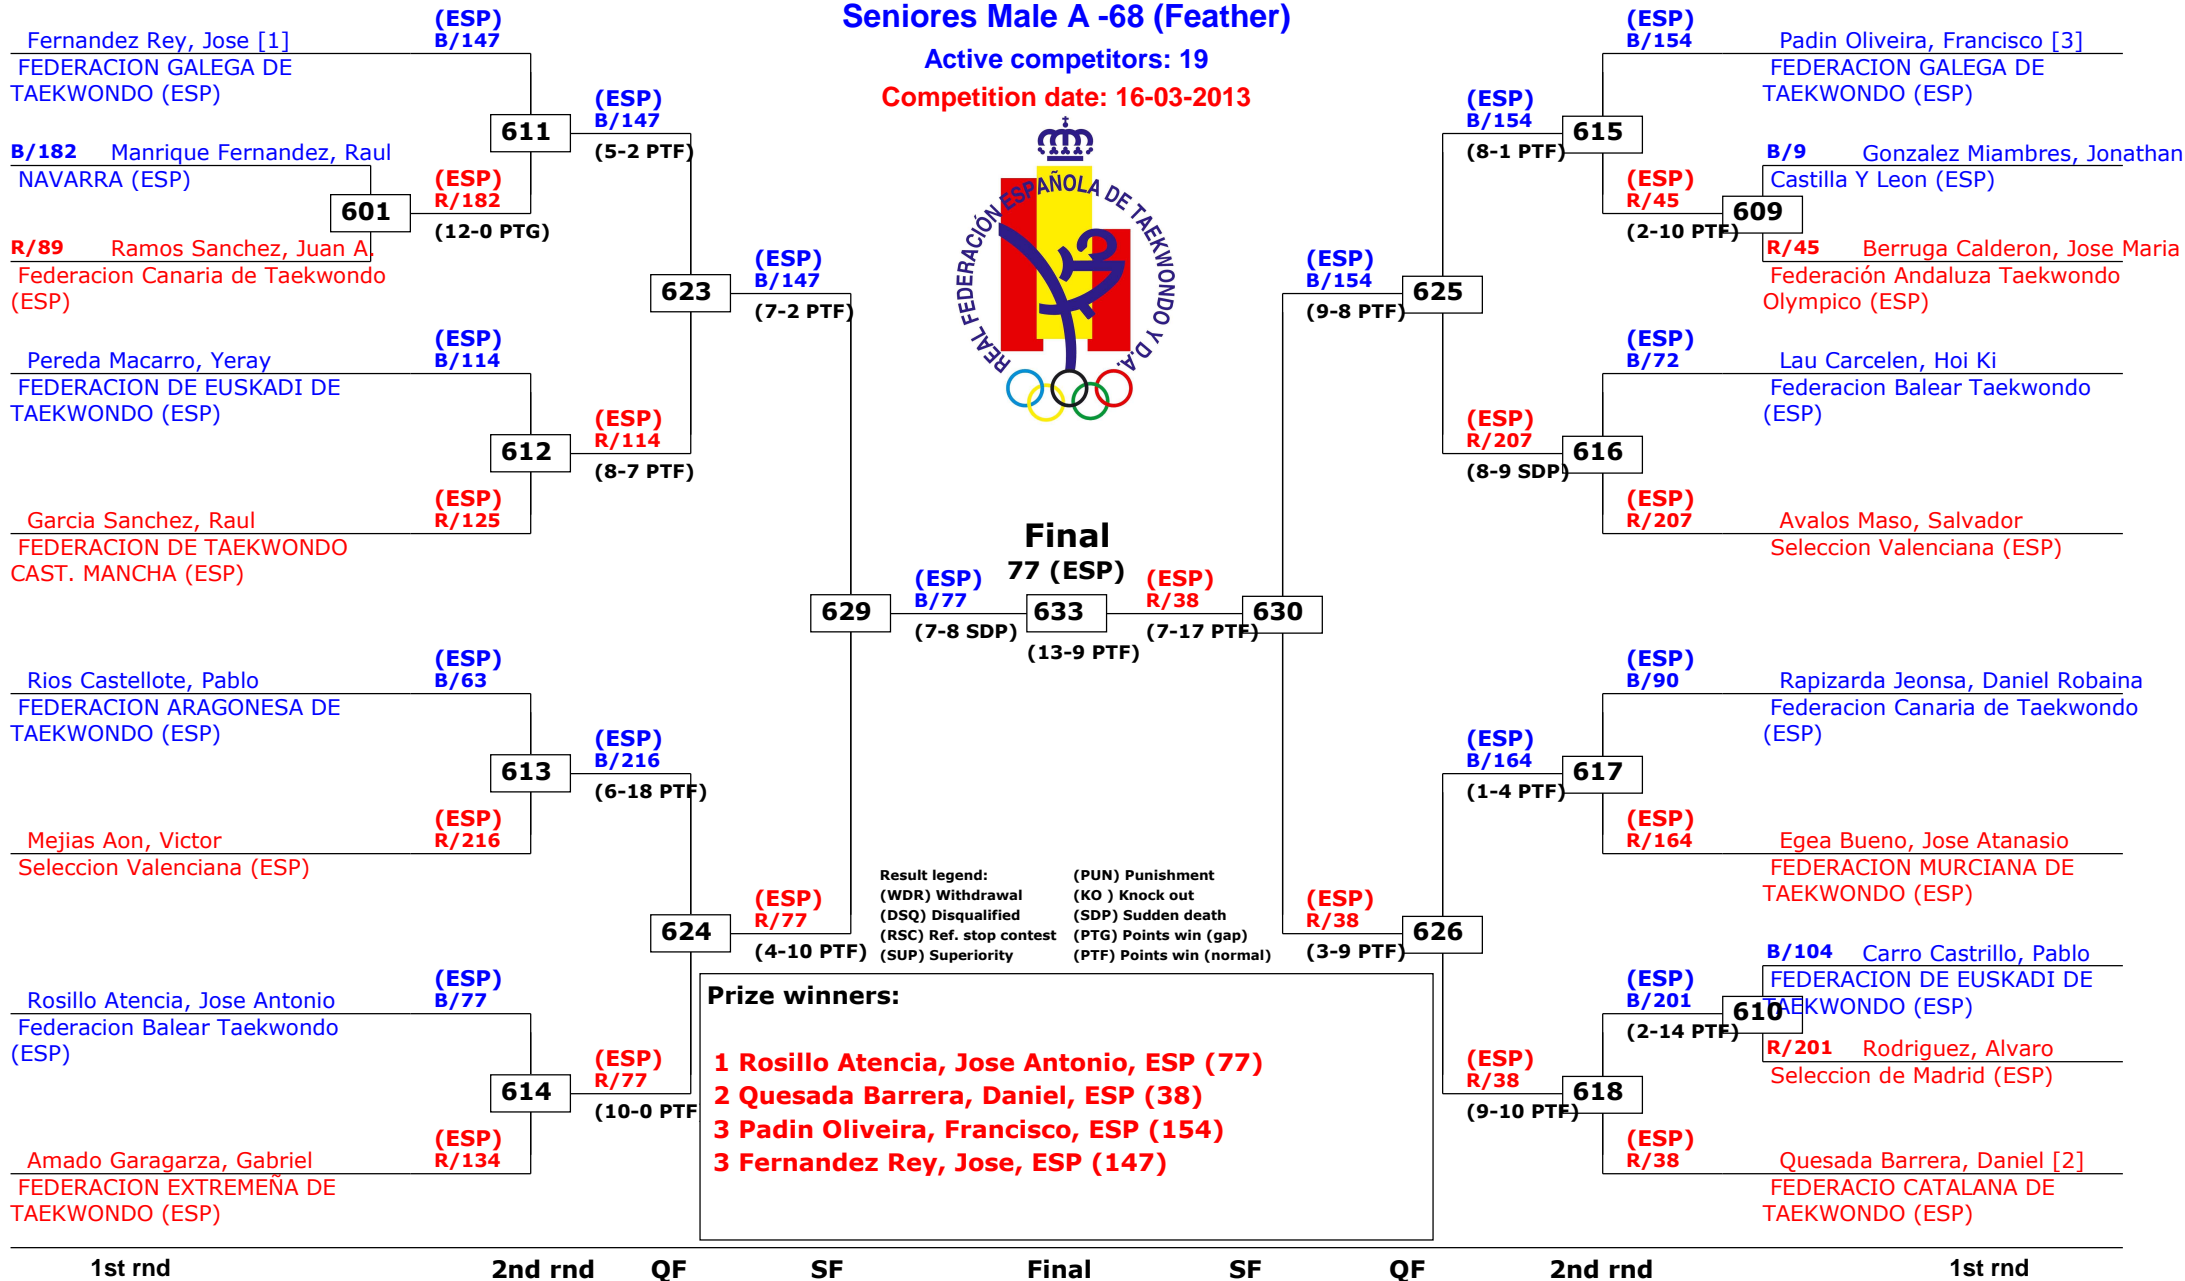 Seniores Male A -68 (Feather)
Active competitors: 19
Competition date: 16-03-2013
REAL FEDERACIÓN ESPAÑOLA DE TAEKWONDO Y D.A.
Fernandez Rey, Jose [1]
FEDERACION GALEGA DE
TAEKWONDO (ESP)
(ESP)
B/147
B/182 Manrique Fernandez, Raul
NAVARRA (ESP)
R/89 Ramos Sanchez, Juan A.
Federacion Canaria de Taekwondo
(ESP)
601
(ESP)
R/182
(12-0 PTG)
611
(ESP)
B/147
(5-2 PTF)
Pereda Macarro, Yeray
FEDERACION DE EUSKADI DE
TAEKWONDO (ESP)
(ESP)
B/114
Garcia Sanchez, Raul
FEDERACION DE TAEKWONDO
CAST. MANCHA (ESP)
(ESP)
R/125
612
(ESP)
R/114
(8-7 PTF)
623
(ESP)
B/147
(7-2 PTF)
Rios Castellote, Pablo
FEDERACION ARAGONESA DE
TAEKWONDO (ESP)
(ESP)
B/63
Mejias Aon, Victor
Seleccion Valenciana (ESP)
(ESP)
R/216
613
(ESP)
B/216
(6-18 PTF)
Rosillo Atencia, Jose Antonio
Federacion Balear Taekwondo
(ESP)
(ESP)
B/77
Amado Garagarza, Gabriel
FEDERACION EXTREMEÑA DE
TAEKWONDO (ESP)
(ESP)
R/134
614
(ESP)
R/77
(10-0 PTF
624
(ESP)
R/77
(4-10 PTF)
629
(ESP)
B/77
(7-8 SDP)
Final
77 (ESP)
633
(13-9 PTF)
(ESP)
R/38
(7-17 PTF)
630
(ESP)
B/154
(9-8 PTF)
625
(ESP)
B/154
(8-1 PTF)
615
(ESP)
B/154
Padin Oliveira, Francisco [3]
FEDERACION GALEGA DE
TAEKWONDO (ESP)
(ESP)
R/45
(2-10 PTF)
609
B/9 Gonzalez Miambres, Jonathan
Castilla Y Leon (ESP)
R/45 Berruga Calderon, Jose Maria
Federación Andaluza Taekwondo
Olympico (ESP)
(ESP)
R/207
(8-9 SDP)
616
(ESP)
B/72
Lau Carcelen, Hoi Ki
Federacion Balear Taekwondo
(ESP)
(ESP)
R/207
Avalos Maso, Salvador
Seleccion Valenciana (ESP)
(ESP)
R/38
(3-9 PTF)
626
(ESP)
B/164
(1-4 PTF)
617
(ESP)
B/90
Rapizarda Jeonsa, Daniel Robaina
Federacion Canaria de Taekwondo
(ESP)
(ESP)
R/164
Egea Bueno, Jose Atanasio
FEDERACION MURCIANA DE
TAEKWONDO (ESP)
(ESP)
R/38
(9-10 PTF)
618
(ESP)
B/201
(2-14 PTF)
610
B/104 Carro Castrillo, Pablo
FEDERACION DE EUSKADI DE
TAEKWONDO (ESP)
R/201 Rodriguez, Alvaro
Seleccion de Madrid (ESP)
(ESP)
R/38
Quesada Barrera, Daniel [2]
FEDERACIO CATALANA DE
TAEKWONDO (ESP)
Result legend:
(WDR) Withdrawal
(DSQ) Disqualified
(RSC) Ref. stop contest
(SUP) Superiority
(PUN) Punishment
(KO ) Knock out
(SDP) Sudden death
(PTG) Points win (gap)
(PTF) Points win (normal)
Prize winners:
1 Rosillo Atencia, Jose Antonio, ESP (77)
2 Quesada Barrera, Daniel, ESP (38)
3 Padin Oliveira, Francisco, ESP (154)
3 Fernandez Rey, Jose, ESP (147)
1st rnd 2nd rnd QF SF Final SF QF 2nd rnd 1st rnd